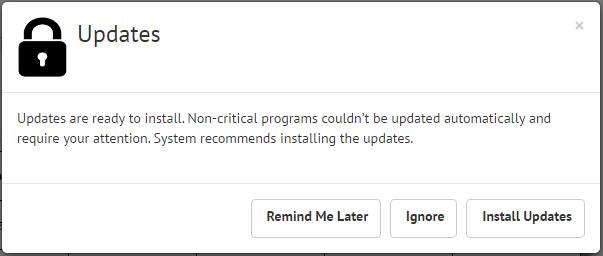 Updates
×
Updates are ready to install. Non-critical programs couldn't be updated automatically and
require your attention. System recommends installing the updates.
Remind Me Later
Ignore
Install Updates